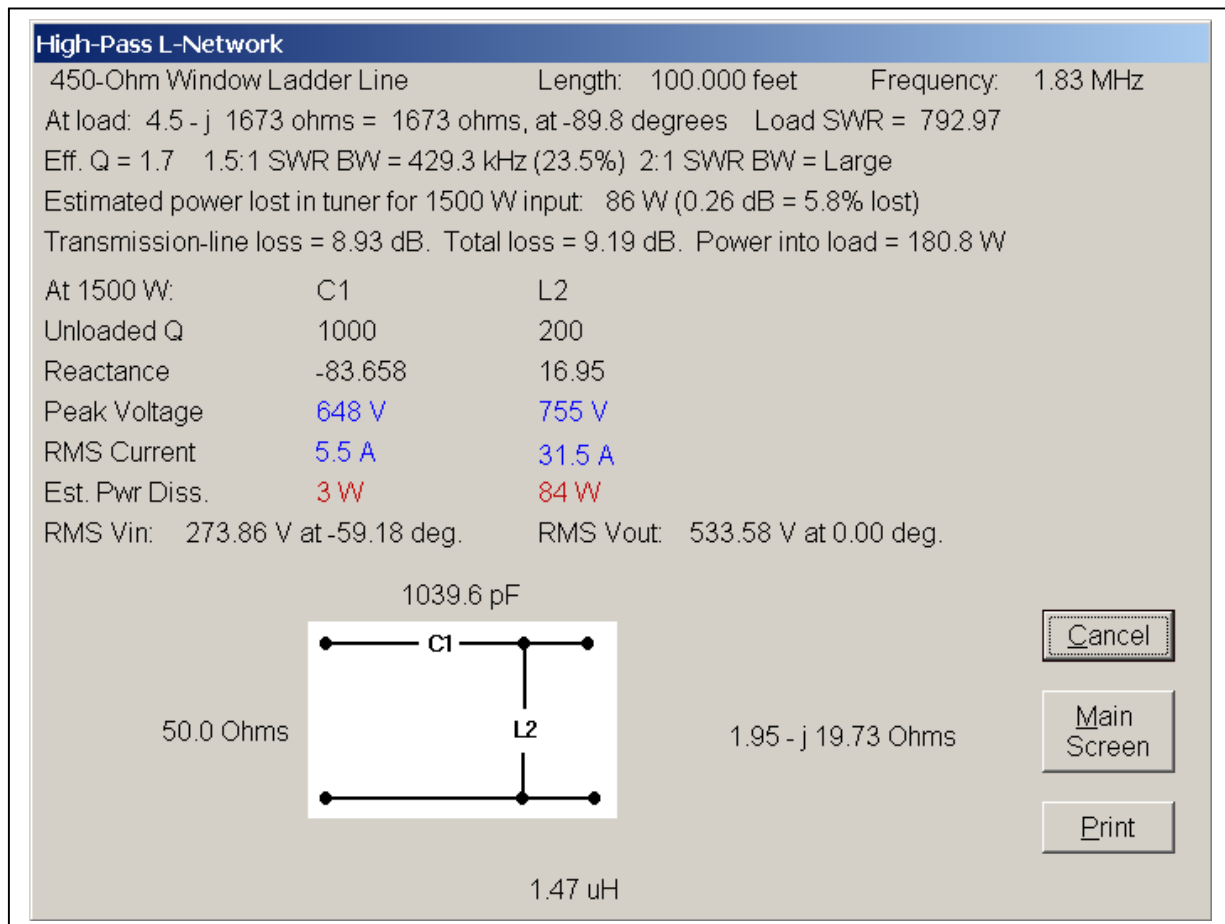 High-Pass L-Network
450-Ohm Window Ladder Line Length: 100.000 feet Frequency: 1.83 MHz
At load: 4.5 - j 1673 ohms = 1673 ohms, at -89.8 degrees Load SWR = 792.97
Eff. Q = 1.7 1.5:1 SWR BW = 429.3 kHz (23.5%) 2:1 SWR BW = Large
Estimated power lost in tuner for 1500 W input: 86 W (0.26 dB = 5.8% lost)
Transmission-line loss = 8.93 dB. Total loss = 9.19 dB. Power into load = 180.8 W
At 1500 W: C1 L2
Unloaded Q 1000 200
Reactance -83.658 16.95
Peak Voltage 648 V 755 V
RMS Current 5.5 A 31.5 A
Est. Pwr Diss. 3 W 84 W
RMS Vin: 273.86 V at -59.18 deg. RMS Vout: 533.58 V at 0.00 deg.
1039.6 pF
C1
50.0 Ohms
L2
1.95 - j 19.73 Ohms
1.47 uH
Cancel
Main
Screen
Print